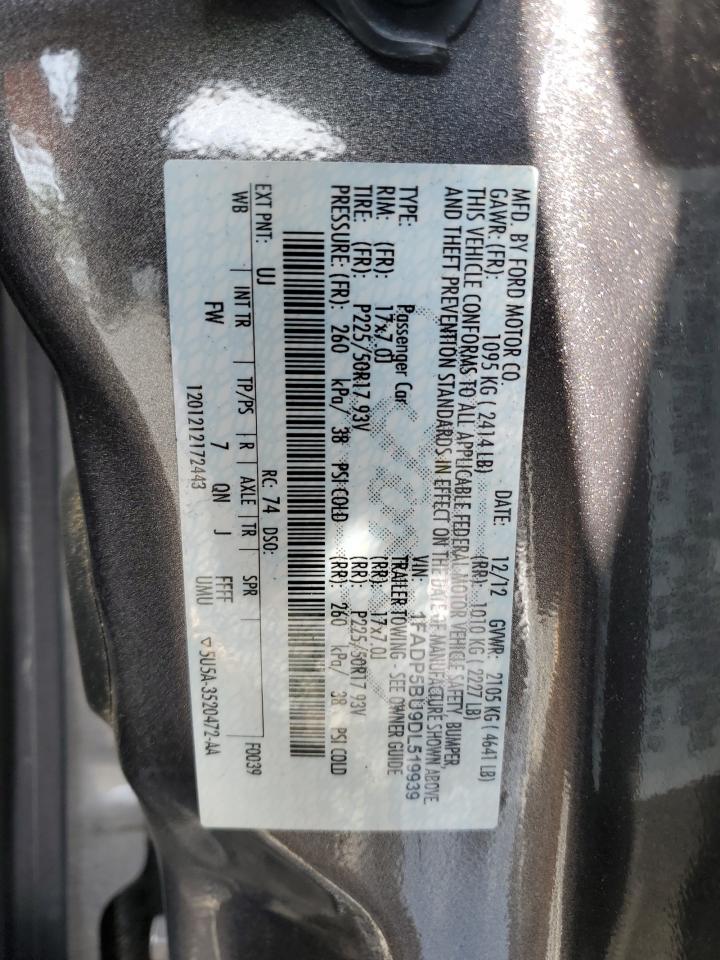 MFD. BY FORD MOTOR CO.
DATE: 12/12 GVWR: 2105 KG ( 4641 LB)
GAWR: (FR): 1095 KG ( 2414 LB) (RR): 1010 KG ( 2227 LB)
THIS VEHICLE CONFORMS TO ALL APPLICABLE FEDERAL MOTOR VEHICLE SAFETY, BUMPER,
AND THEFT PREVENTION STANDARDS IN EFFECT ON THE DATE OF MANUFACTURE SHOWN ABOVE.
VIN: 1FADP5BU9DL519939
TYPE: Passenger Car TRAILER TOWING - SEE OWNER GUIDE
RIM: (FR): 17x7.0J (RR): 17x7.0J
TIRE: (FR): P225/50R17 93V (RR): P225/50R17 93V
PRESSURE: (FR): 260 kPa/ 38 PSI COLD (RR): 260 kPa/ 38 PSI COLD
EXT PNT: UJ RC: 74 DSO:
F0039
WB INT TR TP/PS R AXLE TR SPR
FW 7 QN J FFFF
UMU
1201212172443 5U5A-3520472-AA